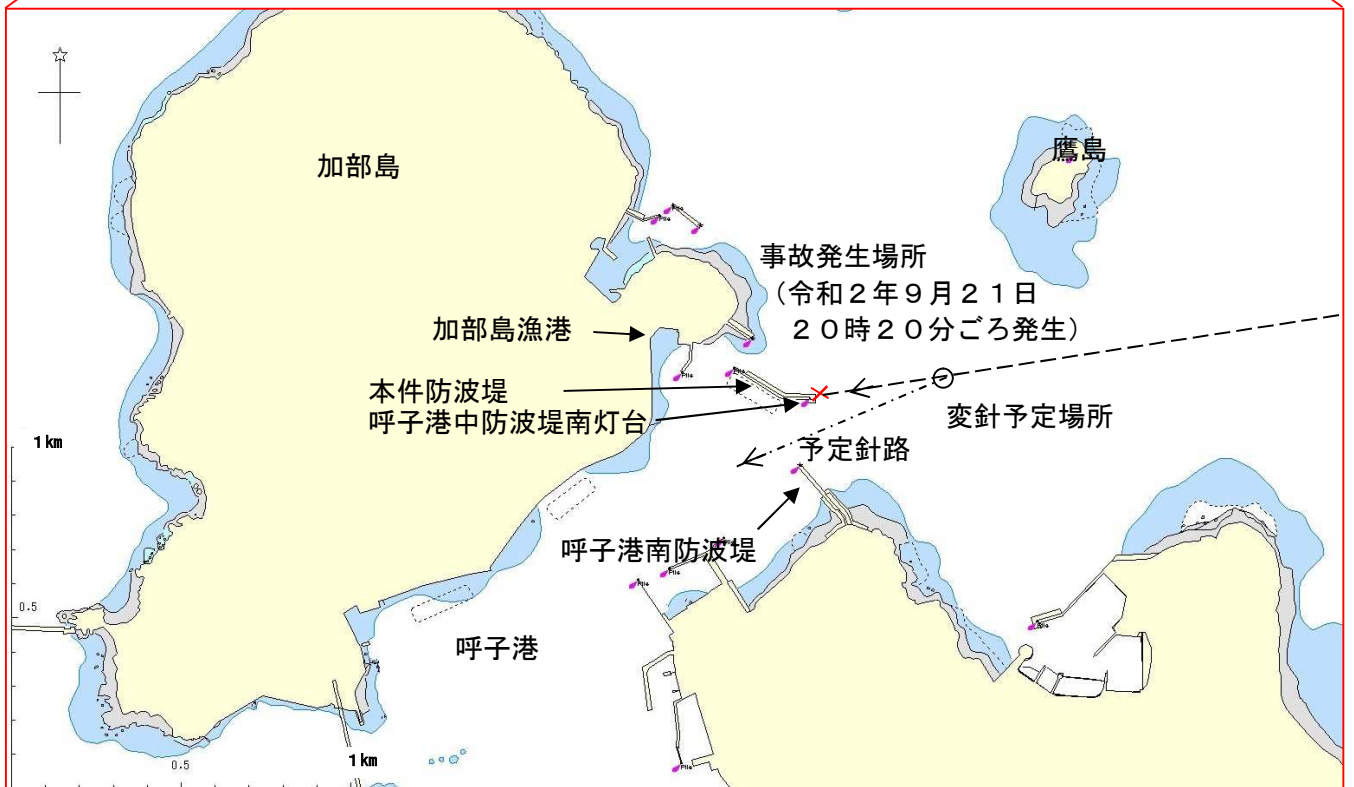 加部島
鷹島
事故発生場所
(令和2年9月21日
20時20分ごろ発生)
加部島漁港
本件防波堤
呼子港中防波堤南灯台
変針予定場所
1km
予定針路
呼子港南防波堤
0.5
呼子港
0.5
1km